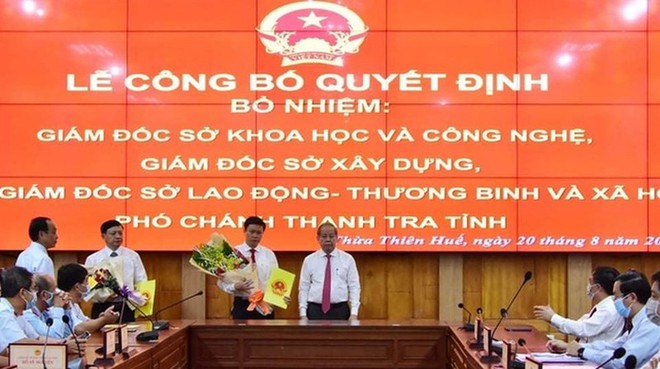 VIỆT NAM
LỄ CÔNG BỐ QUYẾT ĐỊNH
BỔ NHIỆM:
GIÁM ĐỐC SỞ KHOA HỌC VÀ CÔNG NGHỆ,
GIÁM ĐỐC SỞ XÂY DỰNG,
GIÁM ĐỐC SỞ LAO ĐỘNG- THƯƠNG BINH VÀ XÃ HỘ
PHÓ CHÁNH THANH TRA TỈNH
Thừa Thiên Huế, ngày 20 tháng 8 năm 20